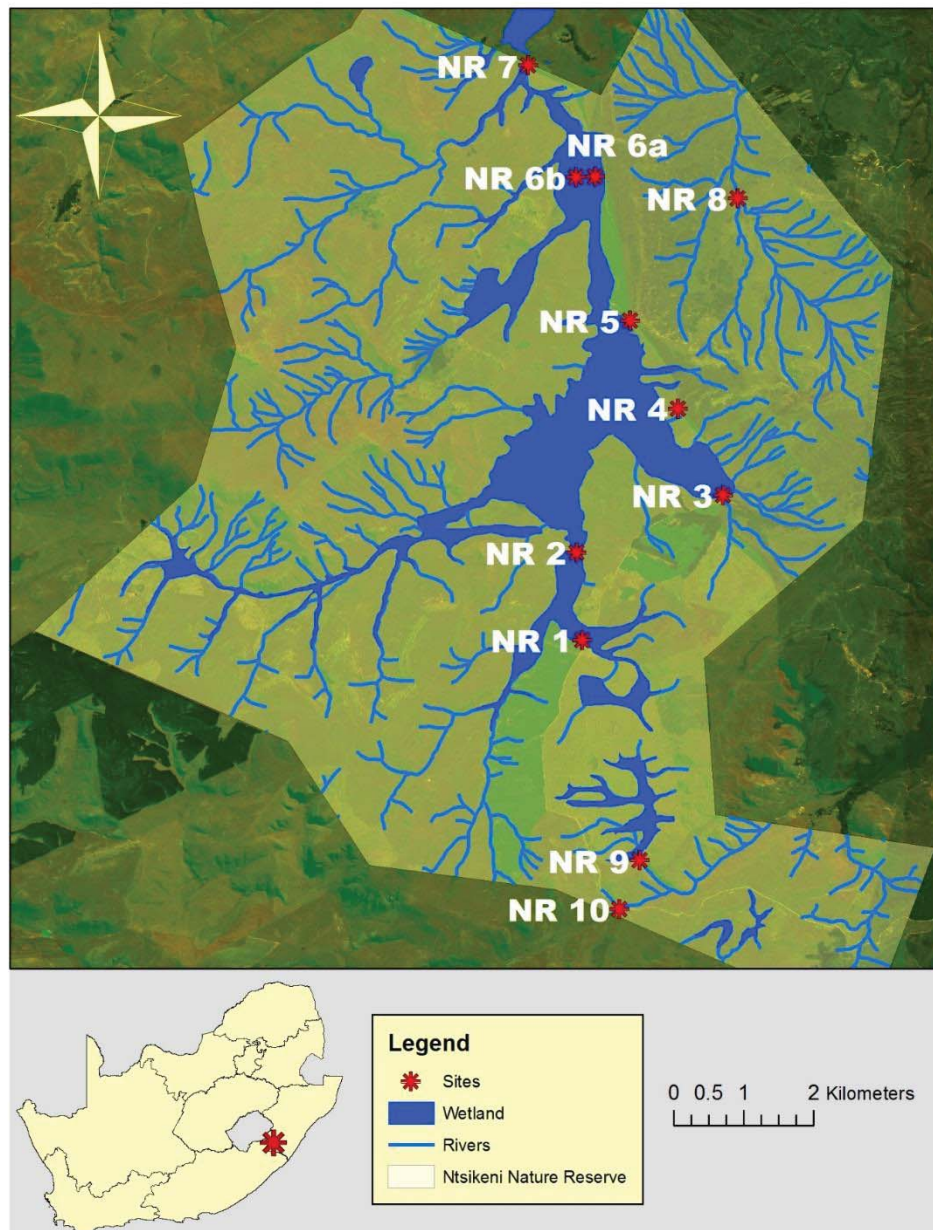 NR 7
NR 6a
NR 6b
NR 8
NR 5
NR 4
NR 3
NR 2
NR 1
NR 9
NR 10
Legend
Sites
Wetland
Rivers
Ntsikeni Nature Reserve
0 0.5 1 2 Kilometers